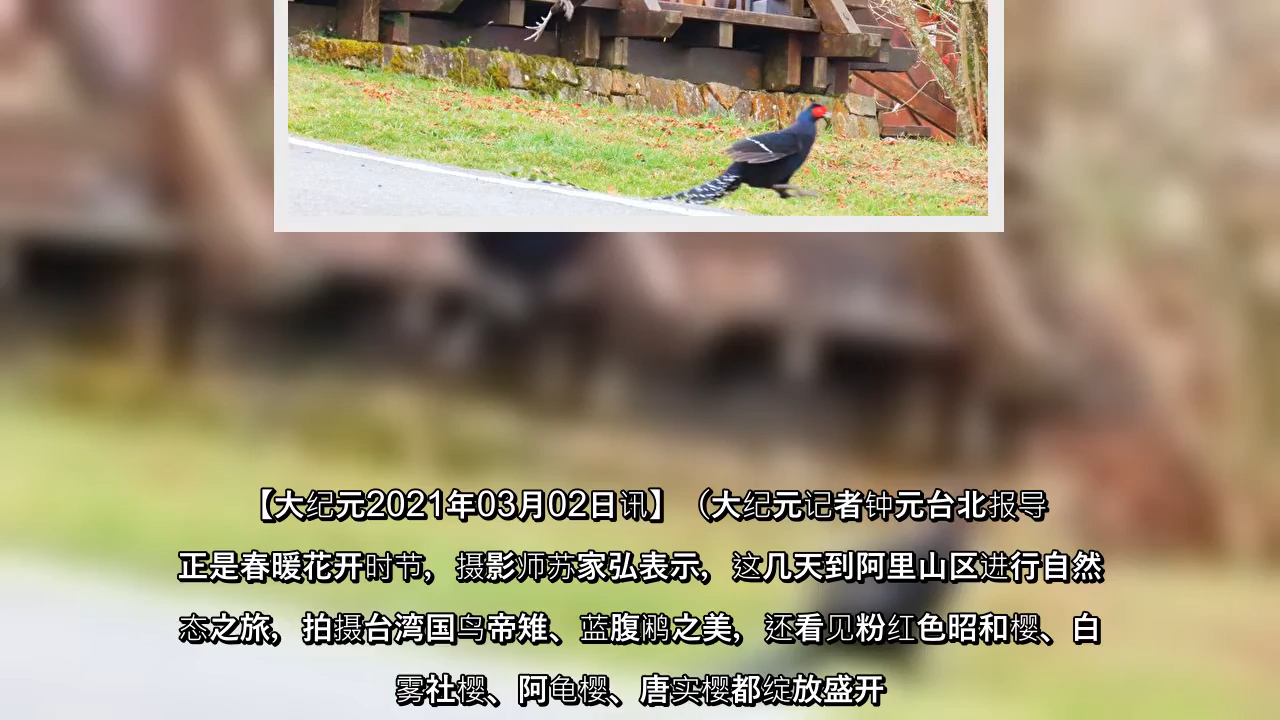 【大纪元2021年03月02日讯】（大纪元记者钟元台北报导
正是春暖花开时节，摄影师苏家弘表示，这几天到阿里山区进行自然
态之旅，拍摄台湾国鸟帝雉、蓝腹鹇之美，还看见粉红色昭和樱、白
雾社樱、阿龟樱、唐实樱都绽放盛开